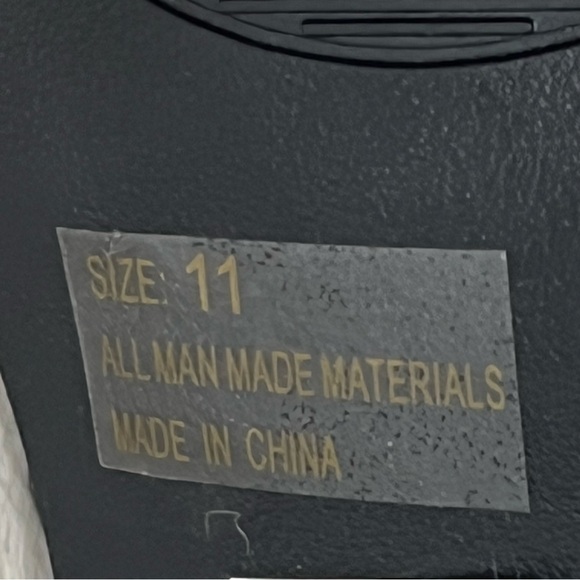 SIZE: 11
ALL MAN MADE MATERIALS
MADE IN CHINA